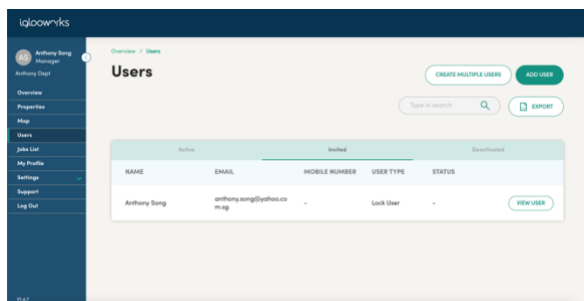 iglooworks
AS
Anthony Song
Manager
Anthony Dept
Overview
Properties
Map
Users
Jobs List
My Profile
Settings
Support
Log Out
Overview / Users
Users
CREATE MULTIPLE USERS
ADD USER
Type in search
EXPORT
Active
Invited
Deactivated
NAME
EMAIL
MOBILE NUMBER
USER TYPE
STATUS
Anthony Song
anthony.song@yahoo.co
m.sg
-
Lock User
-
VIEW USER